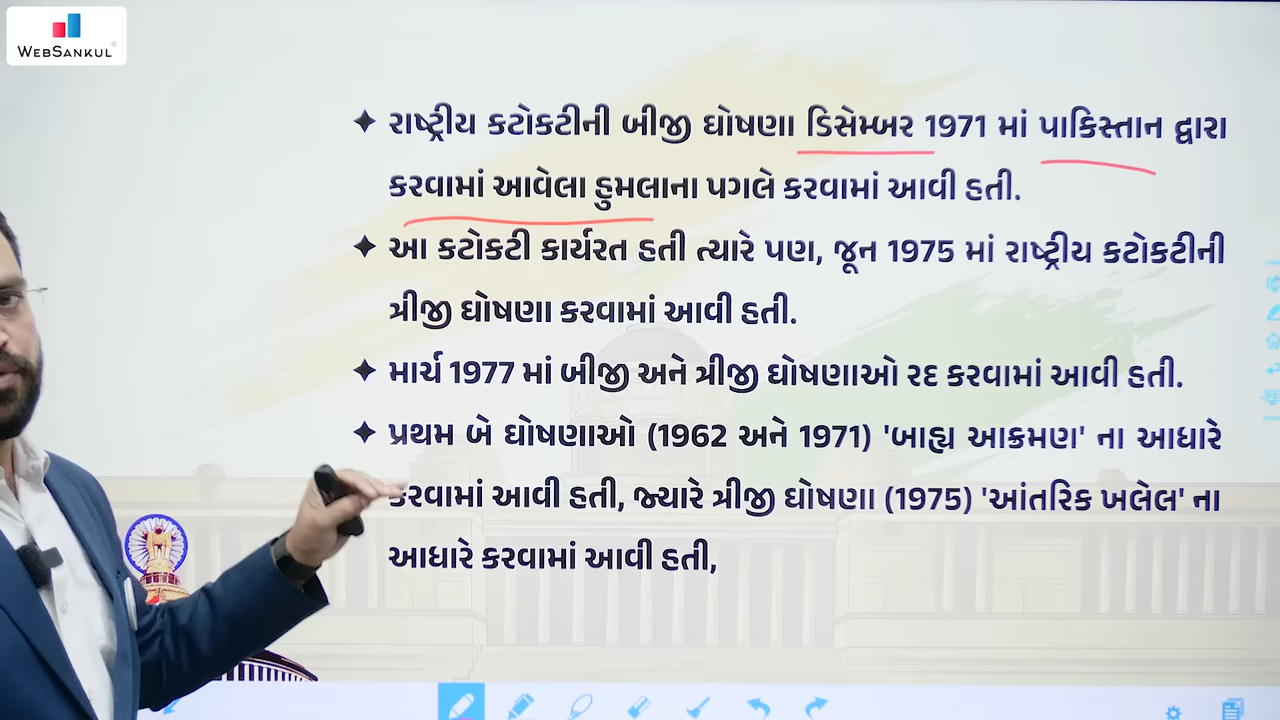 WEBSANKUL
✦ રાષ્ટ્રીય કટોકટીની બીજી ઘોષણા ડિસેમ્બર 1971 માં પાકિસ્તાન દ્વારા
કરવામાં આવેલા હુમલાના પગલે કરવામાં આવી હતી.
✦ આ કટોકટી કાર્યરત હતી ત્યારે પણ, જૂન 1975 માં રાષ્ટ્રીય કટોકટીની
ત્રીજી ઘોષણા કરવામાં આવી હતી.
✦ માર્ચ 1977 માં બીજી અને ત્રીજી ઘોષણાઓ રદ કરવામાં આવી હતી.
✦ પ્રથમ બે ઘોષણાઓ (1962 અને 1971) 'બાહ્ય આક્રમણ' ના આધારે
કરવામાં આવી હતી, જ્યારે ત્રીજી ઘોષણા (1975) 'આંતરિક ખલેલ' ના
આધારે કરવામાં આવી હતી,